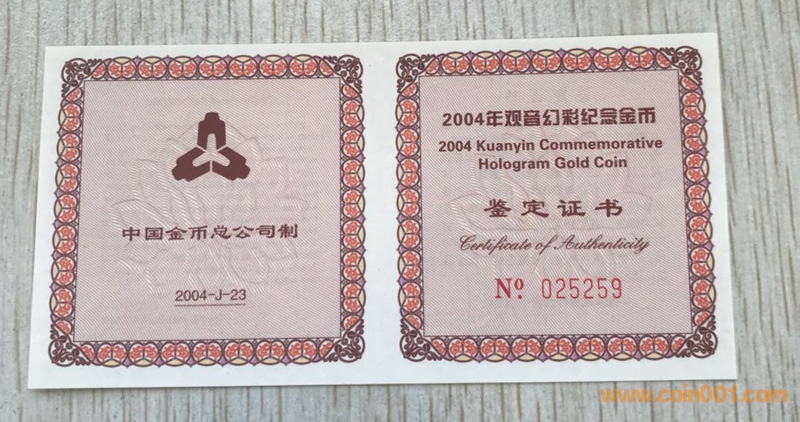 中国金币总公司制
2004-J-23
2004年观音幻彩纪念金币
2004 Kuanyin Commemorative
Hologram Gold Coin
鉴定证书
Certificate of Authenticity
Nº 025259
www.coin001.com